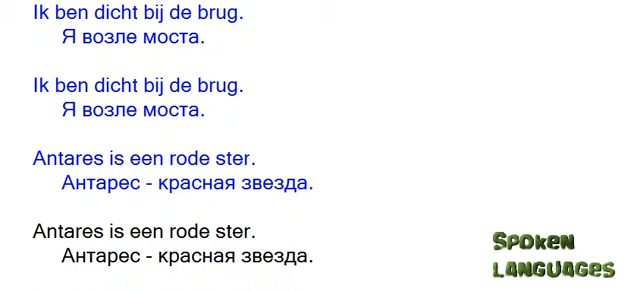 Ik ben dicht bij de brug.
Я возле моста.
Ik ben dicht bij de brug.
Я возле моста.
Antares is een rode ster.
Антарес - красная звезда.
Antares is een rode ster.
Антарес - красная звезда.
SPOKEN
LANGUAGES